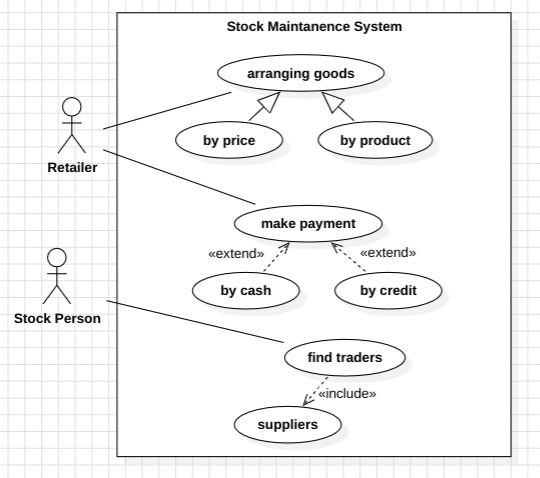 Stock Maintanence System
arranging goods
by price
by product
Retailer
make payment
«extend»
«extend»
by cash
by credit
Stock Person
find traders
«include»
suppliers